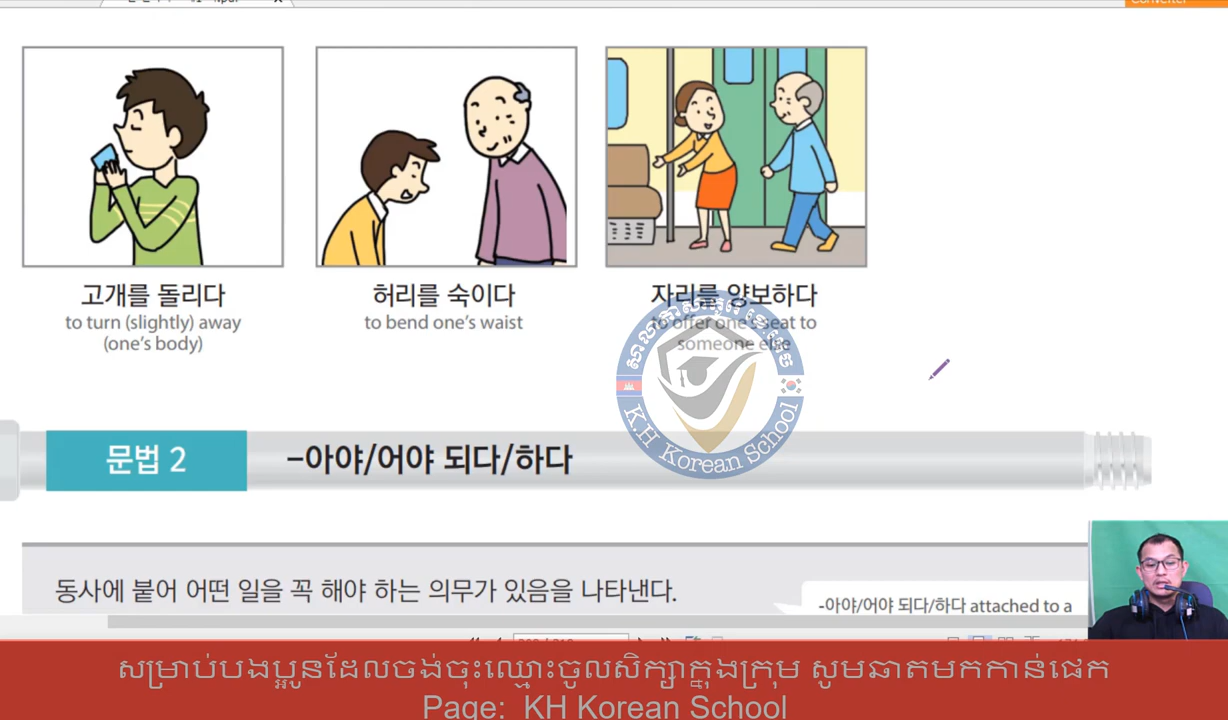 Converter
고개를 돌리다
to turn (slightly) away
(one's body)
허리를 숙이다
to bend one's waist
자리를 양보하다
to offer one's seat to
someone else
K.H Korean School
문법 2
-아야/어야 되다/하다
동사에 붙어 어떤 일을 꼭 해야 하는 의무가 있음을 나타낸다.
-아야/어야 되다/하다 attached to a
សម្រាប់បងប្អូនដែលចង់ចុះឈ្មោះចូលសិក្សាក្នុងក្រុម សូមឆាតមកកាន់ផេក
Page: KH Korean School